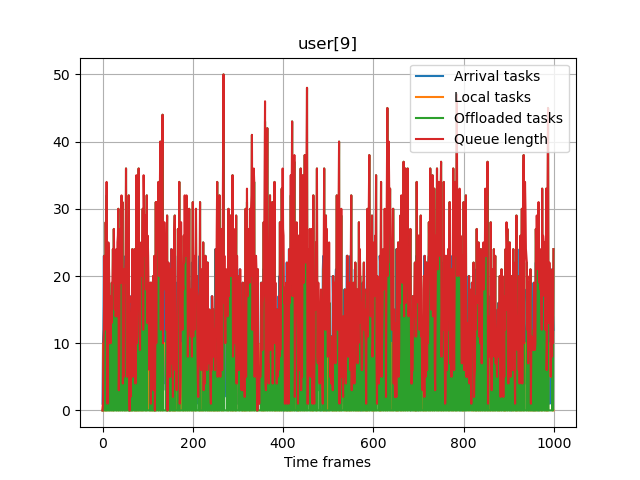 user[9]
Arrival tasks
Local tasks
Offloaded tasks
Queue length
50
40
30
20
10
0
0 200 400 600 800 1000
Time frames